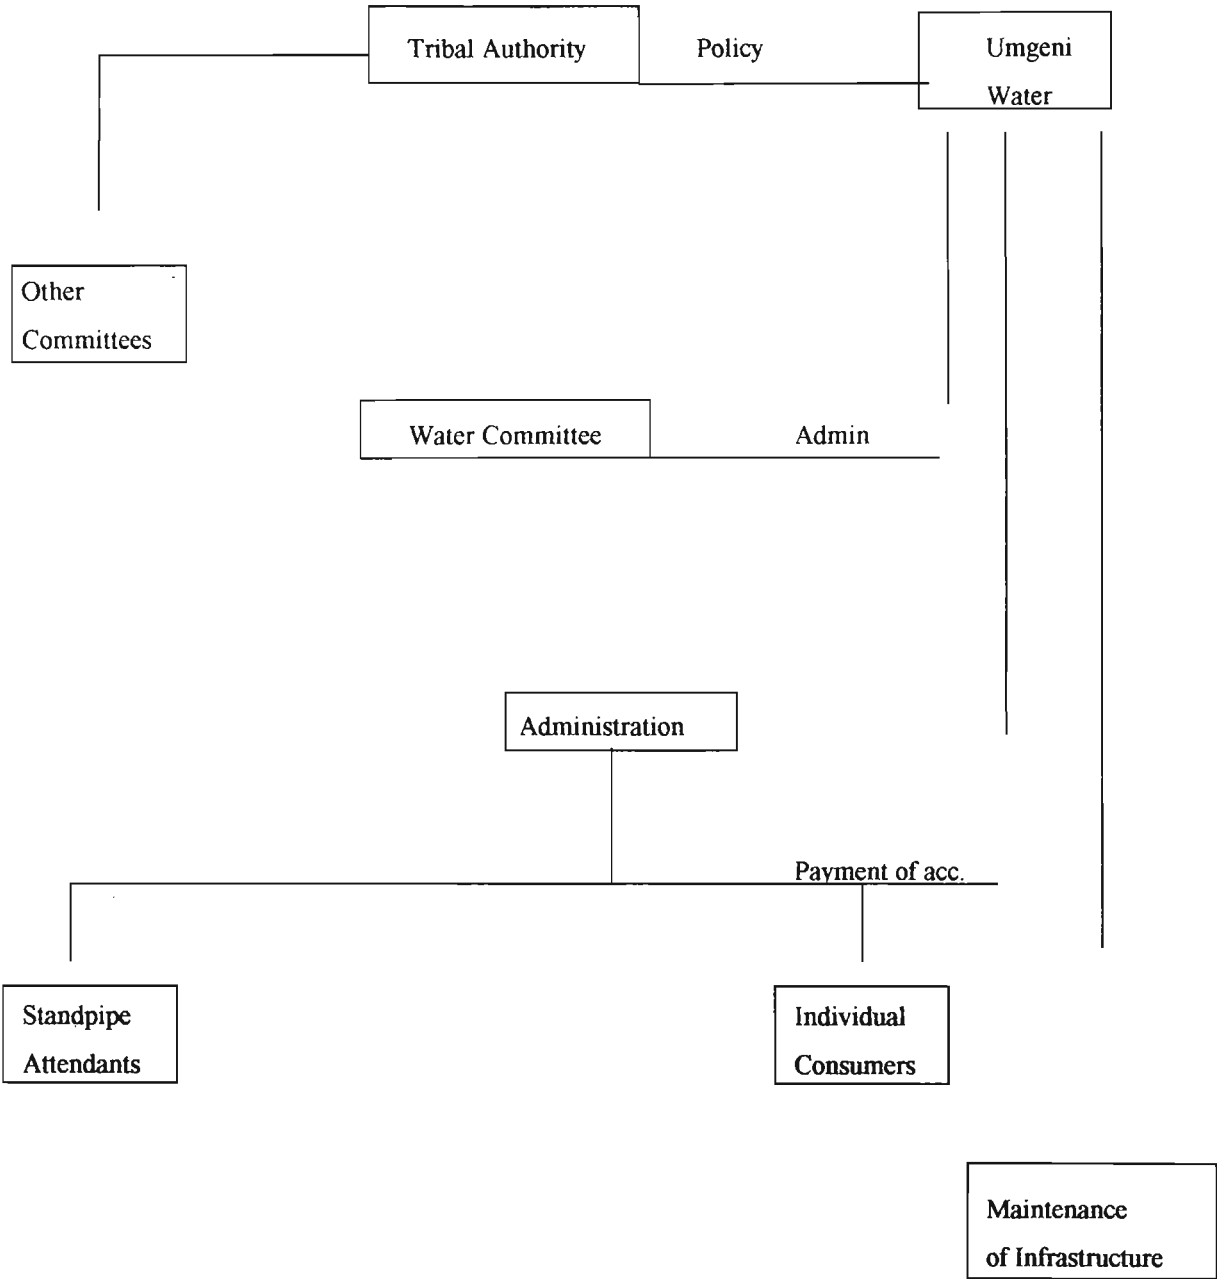 Tribal Authority
Policy
Umgeni
Water
Other
Committees
Water Committee
Admin
Administration
Payment of acc.
Standpipe
Attendants
Individual
Consumers
Maintenance
of Infrastructure